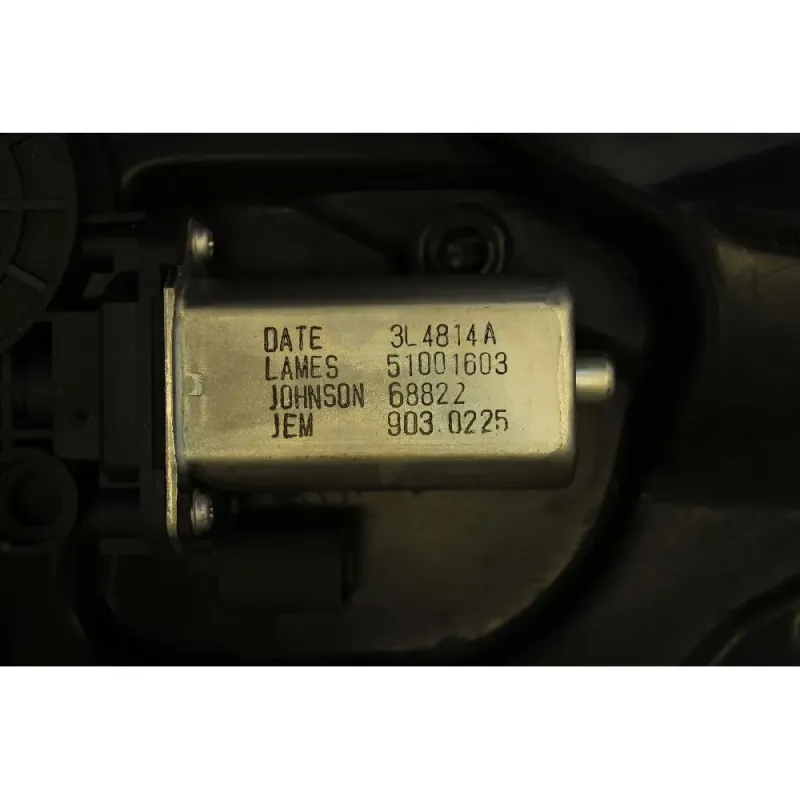 DATE 3L4814A
LAMES 51001603
JOHNSON 68822
JEM 903.0225